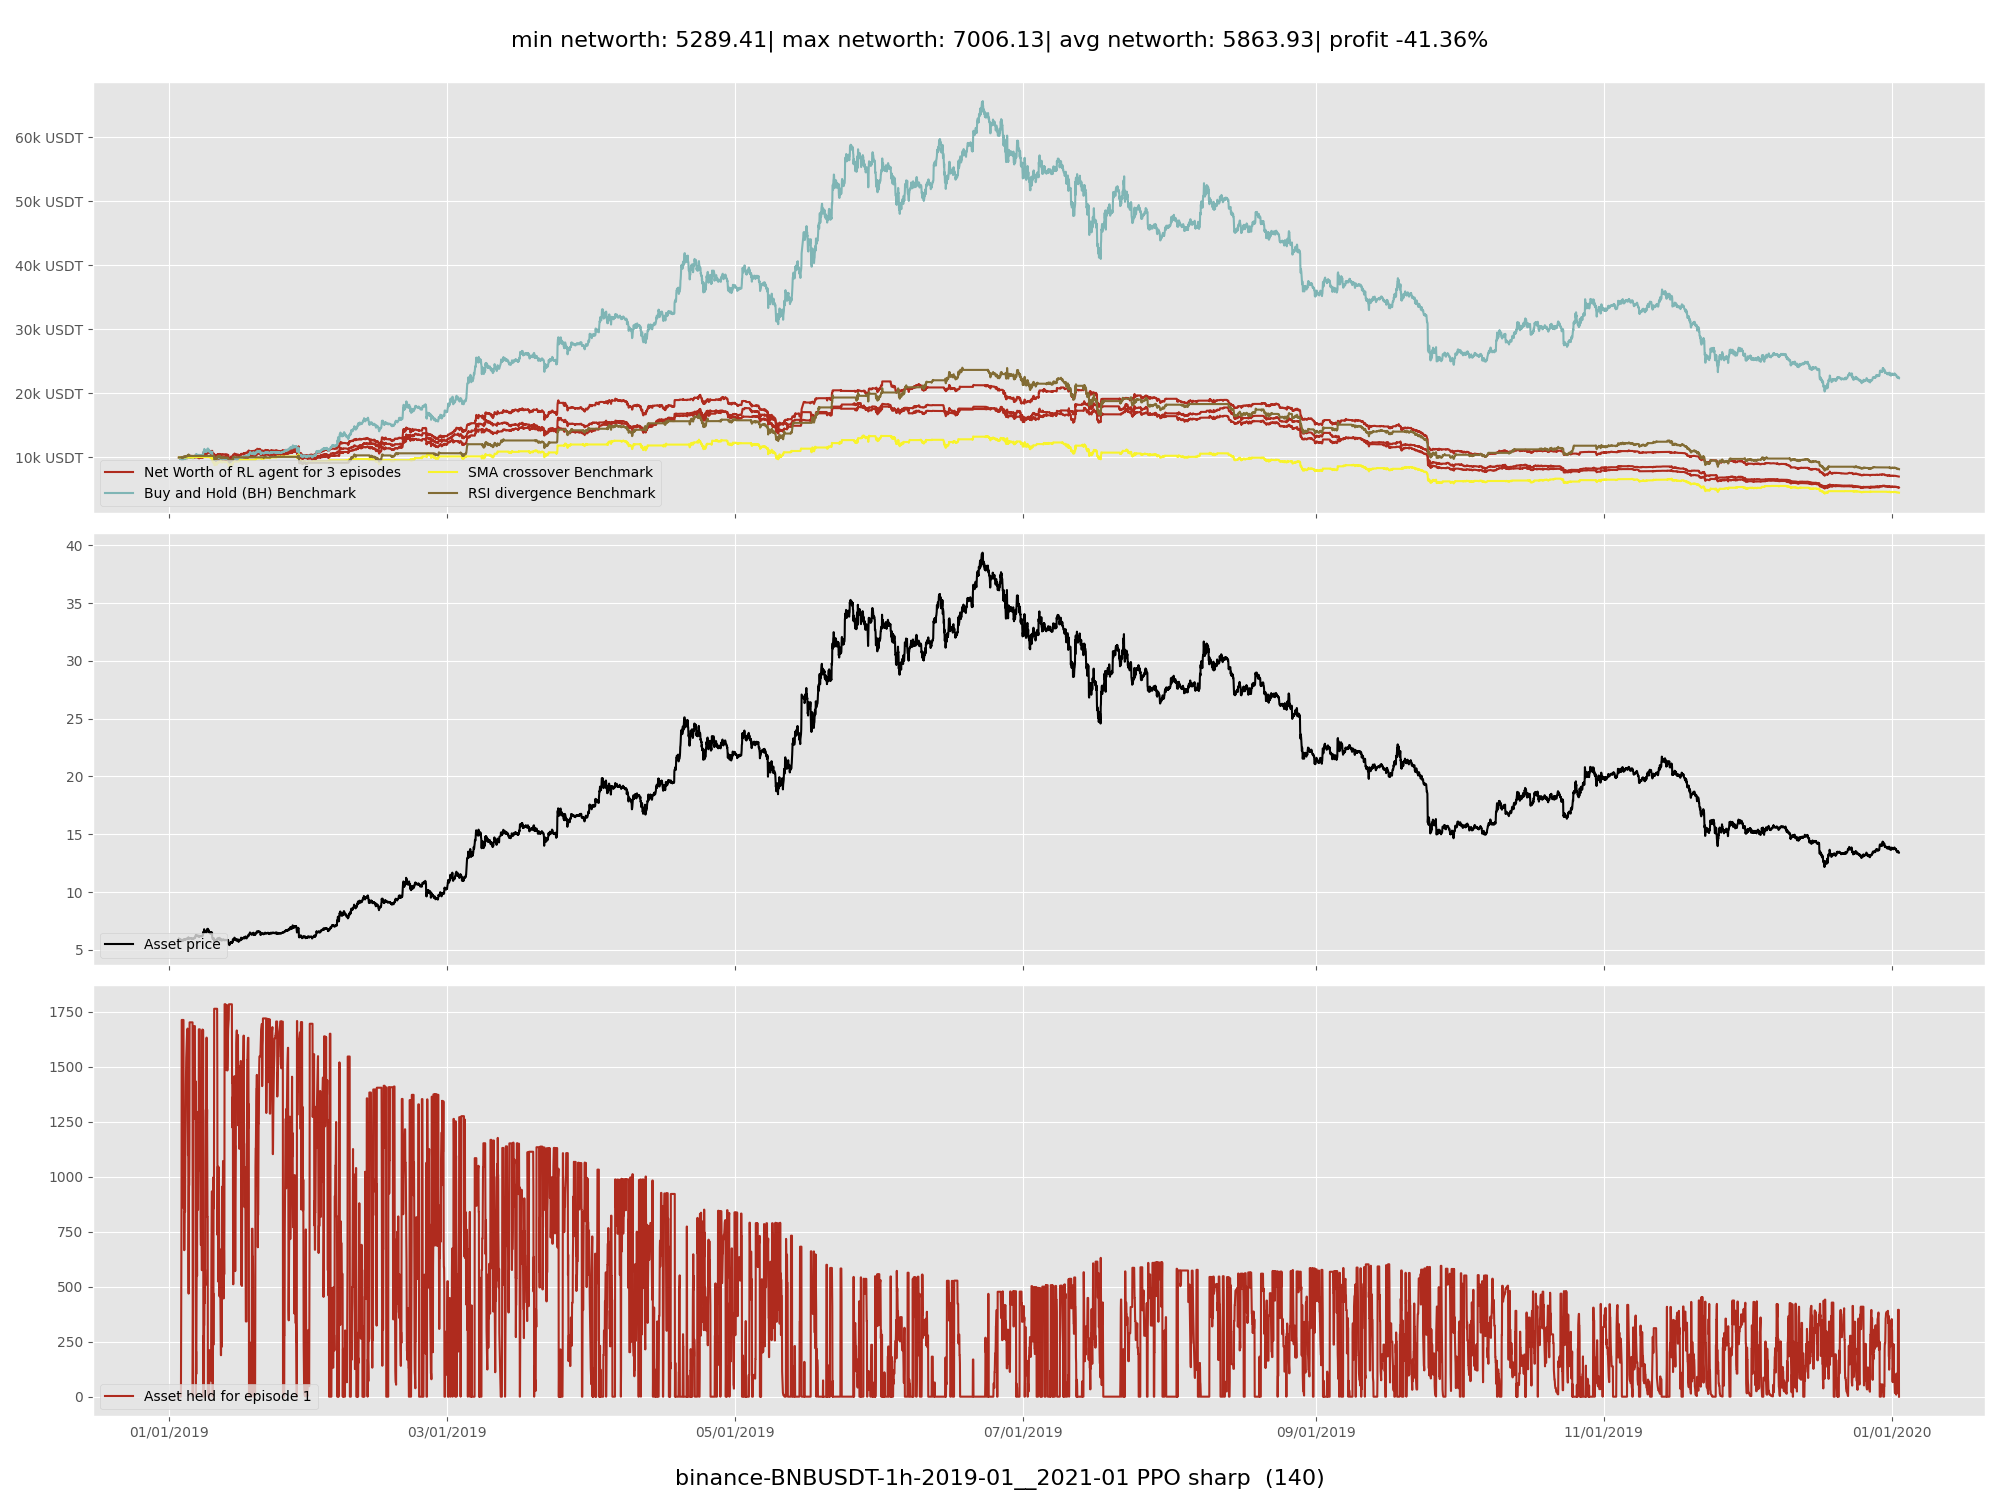 min networth: 5289.41| max networth: 7006.13| avg networth: 5863.93| profit -41.36%
60k USDT
50k USDT
40k USDT
30k USDT
20k USDT
10k USDT
Net Worth of RL agent for 3 episodes
Buy and Hold (BH) Benchmark
SMA crossover Benchmark
RSI divergence Benchmark
40
35
30
25
20
15
10
5
Asset price
1750
1500
1250
1000
750
500
250
0
Asset held for episode 1
01/01/2019 03/01/2019 05/01/2019 07/01/2019 09/01/2019 11/01/2019 01/01/2020
binance-BNBUSDT-1h-2019-01__2021-01 PPO sharp  (140)